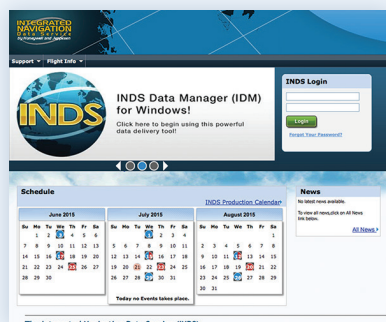 INTEGRATED
NAVIGATION
Data Service
by Honeywell and Jeppesen
Support Flight Info
INDS
INDS Data Manager (IDM)
for Windows!
Click here to begin using this powerful
data delivery tool!
INDS Login
Login
Forgot Your Password?
Schedule
INDS Production Calendar
June 2015
Su Mo Tu We Th Fr Sa
1 2 3 4 5 6
7 8 9 10 11 12 13
14 15 16 17 18 19 20
21 22 23 24 25 26 27
28 29 30
July 2015
Su Mo Tu We Th Fr Sa
1 2 3 4
5 6 7 8 9 10 11
12 13 14 15 16 17 18
19 20 21 22 23 24 25
26 27 28 29 30 31
Today no Events takes place.
August 2015
Su Mo Tu We Th Fr Sa
1
2 3 4 5 6 7 8
9 10 11 12 13 14 15
16 17 18 19 20 21 22
23 24 25 26 27 28 29
30 31
News
No latest news available.
To view all news,click on All News
link below.
All News